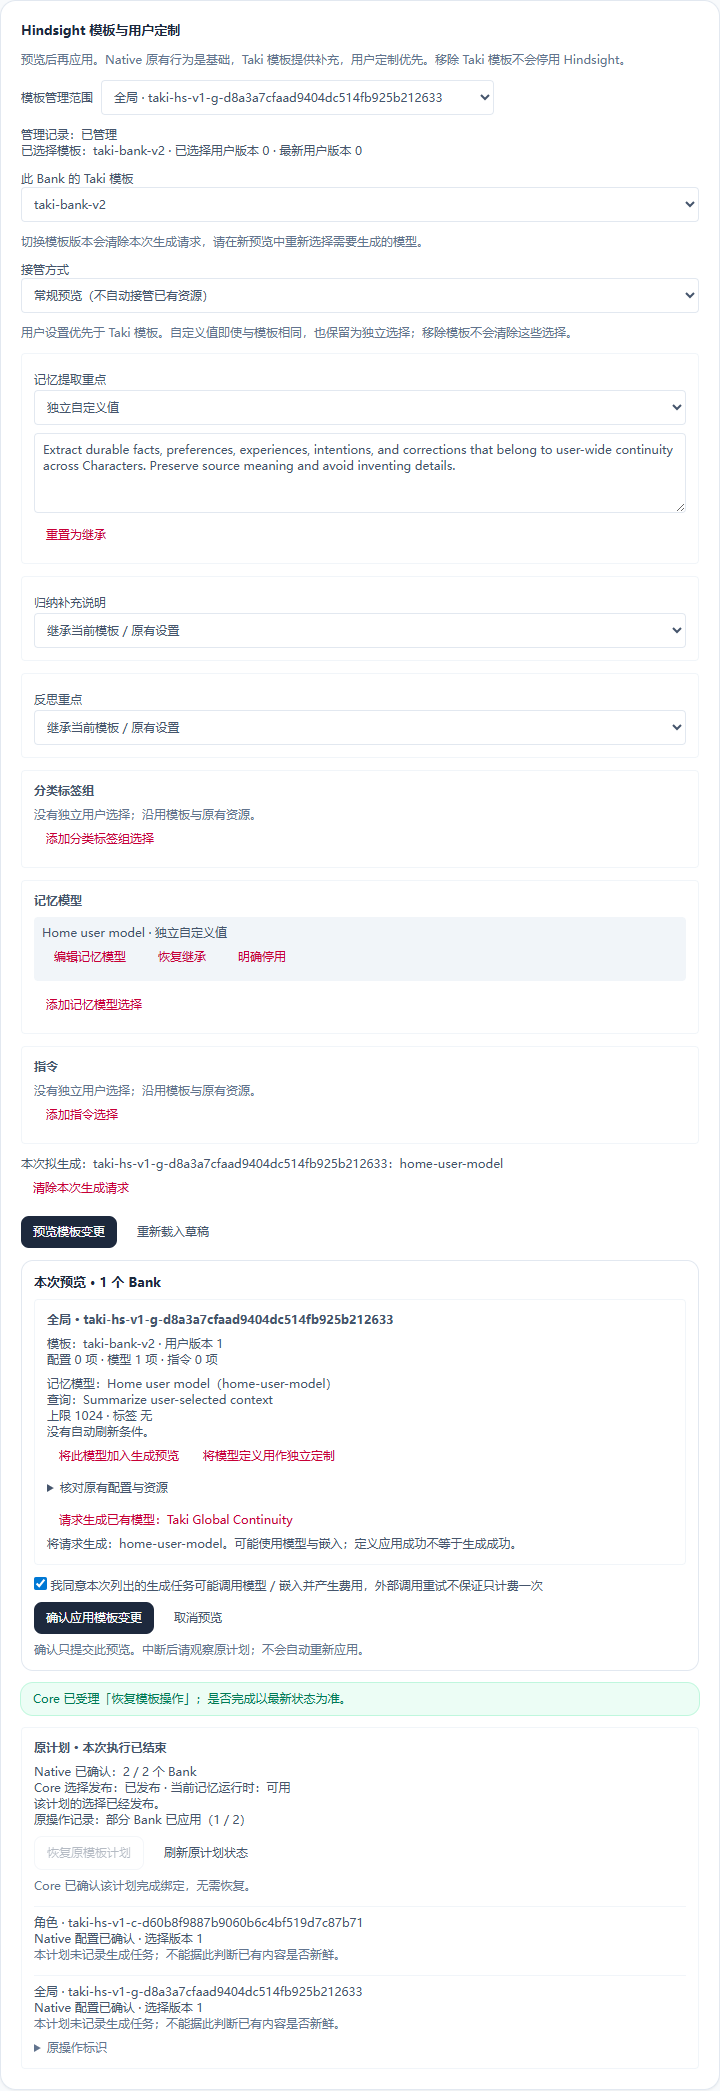 Hindsight 模板与用户定制
预览后再应用。Native 原有行为是基础，Taki 模板提供补充，用户定制优先。移除 Taki 模板不会停用 Hindsight。
模板管理范围 全局 · taki-hs-v1-g-d8a3a7cfaad9404dc514fb925b212633
管理记录：已管理
已选择模板：taki-bank-v2 · 已选择用户版本 0 · 最新用户版本 0
此 Bank 的 Taki 模板
taki-bank-v2
切换模板版本会清除本次生成请求，请在新预览中重新选择需要生成的模型。
接管方式
常规预览（不自动接管已有资源）
用户设置优先于 Taki 模板。自定义值即使与模板相同，也保留为独立选择；移除模板不会清除这些选择。
记忆提取重点
独立自定义值
Extract durable facts, preferences, experiences, intentions, and corrections that belong to user-wide continuity
across Characters. Preserve source meaning and avoid inventing details.
重置为继承
归纳补充说明
继承当前模板 / 原有设置
反思重点
继承当前模板 / 原有设置
分类标签组
没有独立用户选择；沿用模板与原有资源。
添加分类标签组选择
记忆模型
Home user model · 独立自定义值
编辑记忆模型 恢复继承 明确停用
添加记忆模型选择
指令
没有独立用户选择；沿用模板与原有资源。
添加指令选择
本次拟生成：taki-hs-v1-g-d8a3a7cfaad9404dc514fb925b212633：home-user-model
清除本次生成请求
预览模板变更 重新载入草稿
本次预览 • 1 个 Bank
全局 • taki-hs-v1-g-d8a3a7cfaad9404dc514fb925b212633
模板：taki-bank-v2 · 用户版本 1
配置 0 项 · 模型 1 项 · 指令 0 项
记忆模型：Home user model（home-user-model）
查询：Summarize user-selected context
上限 1024 · 标签 无
没有自动刷新条件。
将此模型加入生成预览 将模型定义用作独立定制
▶ 核对原有配置与资源
请求生成已有模型：Taki Global Continuity
将请求生成：home-user-model。可能使用模型与嵌入；定义应用成功不等于生成成功。
我同意本次列出的生成任务可能调用模型 / 嵌入并产生费用，外部调用重试不保证只计费一次
确认应用模板变更 取消预览
确认只提交此预览。中断后请观察原计划；不会自动重新应用。
Core 已受理「恢复模板操作」；是否完成以最新状态为准。
原计划 • 本次执行已结束
Native 已确认：2 / 2 个 Bank
Core 选择发布：已发布 · 当前记忆运行时：可用
该计划的选择已经发布。
原操作记录：部分 Bank 已应用（1 / 2）
恢复原模板计划 刷新原计划状态
Core 已确认该计划完成绑定，无需恢复。
角色 · taki-hs-v1-c-d60b8f9887b9060b6c4bf519d7c87b71
Native 配置已确认 · 选择版本 1
本计划未记录生成任务；不能据此判断已有内容是否新鲜。
全局 · taki-hs-v1-g-d8a3a7cfaad9404dc514fb925b212633
Native 配置已确认 · 选择版本 1
本计划未记录生成任务；不能据此判断已有内容是否新鲜。
▶ 原操作标识